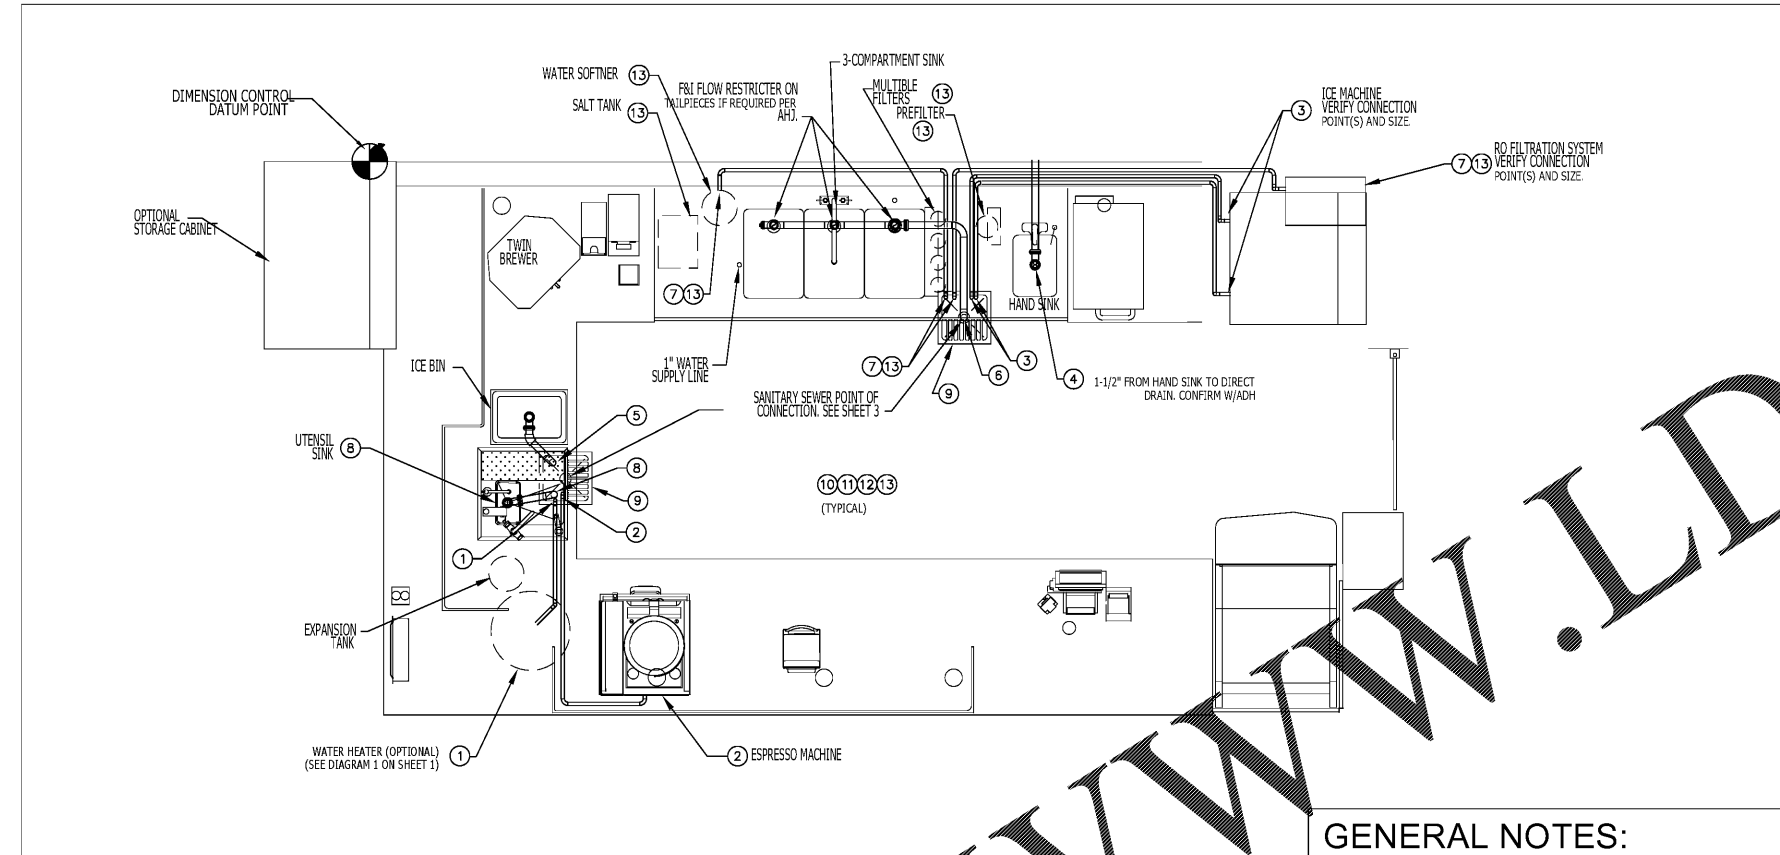 WATER SOFTNER 13
SALT TANK 13
F&I FLOW RESTRICTER ON
TAILPIECES IF REQUIRED PER
AHJ.
3-COMPARTMENT SINK
MULTIBLE
FILTERS 13
PREFILTER
13
3 ICE MACHINE
VERIFY CONNECTION
POINT(S) AND SIZE.
7 13 RO FILTRATION SYSTEM
VERIFY CONNECTION
POINT(S) AND SIZE.
DIMENSION CONTROL
DATUM POINT
OPTIONAL
STORAGE CABINET
TWIN
BREWER
7 13
HAND SINK
1" WATER
SUPPLY LINE
7 13
9
6
3
4
1-1/2" FROM HAND SINK TO DIRECT
DRAIN. CONFIRM W/ADH
SANITARY SEWER POINT OF
CONNECTION. SEE SHEET 3
ICE BIN
5
UTENSIL
SINK 8
8
9
2
1
10 11 12 13
(TYPICAL)
EXPANSION
TANK
WATER HEATER (OPTIONAL)
(SEE DIAGRAM 1 ON SHEET 1) 1
2 ESPRESSO MACHINE
WWW.LD
GENERAL NOTES: